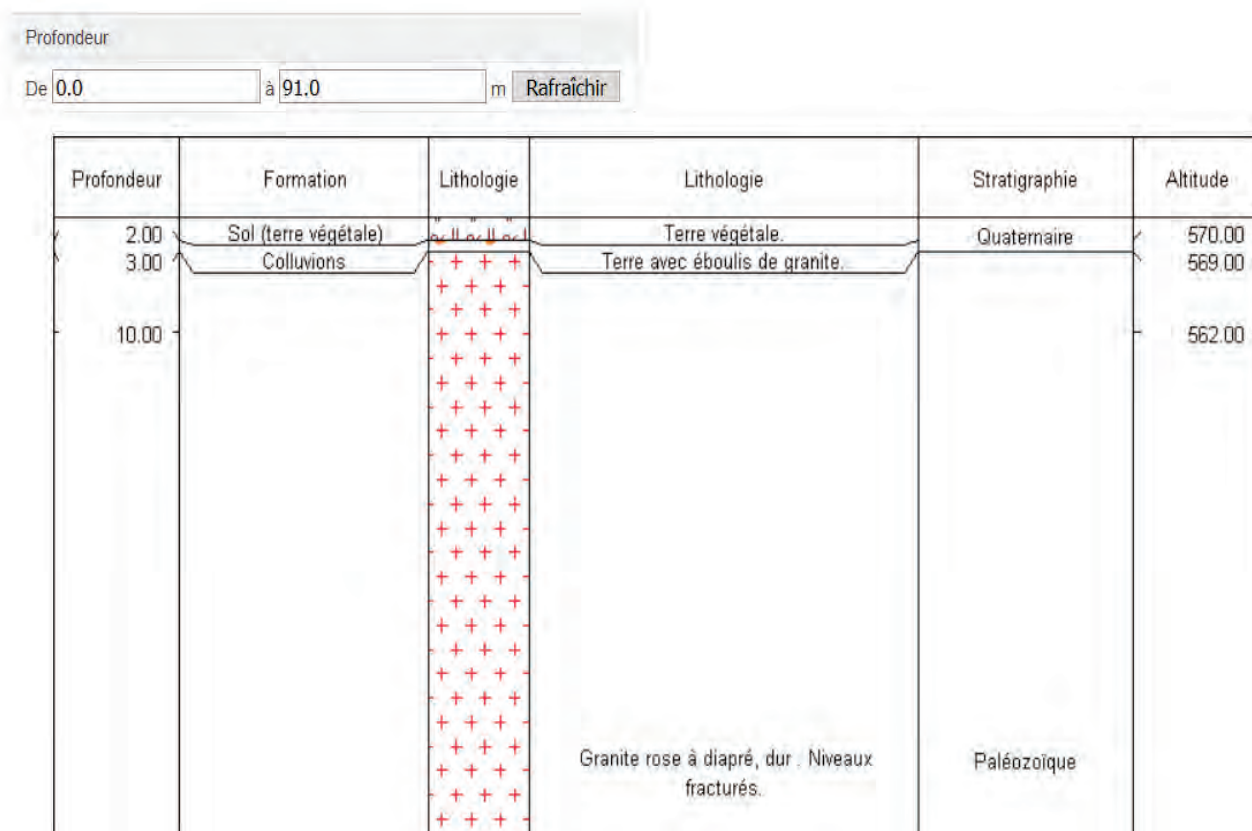 Profondeur
De 0.0 à 91.0 m Rafraîchir
Profondeur Formation Lithologie Lithologie Stratigraphie Altitude
2.00 Sol (terre végétale) Terre végétale. Quaternaire 570.00
3.00 Colluvions Terre avec éboulis de granite. 569.00
10.00 562.00
Granite rose à diapré, dur . Niveaux
fracturés.
Paléozoïque